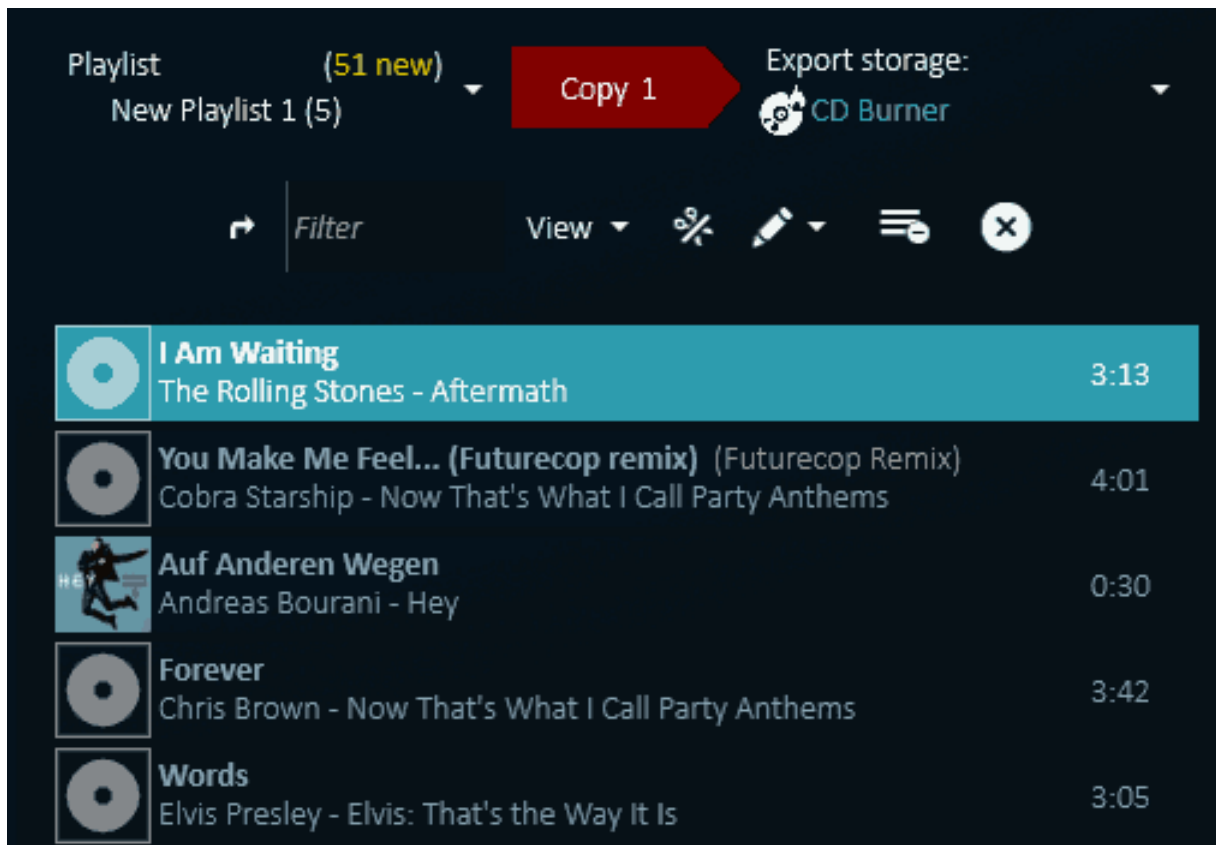 Playlist (51 new)
New Playlist 1 (5)
Copy 1
Export storage:
CD Burner
Filter
View
I Am Waiting
The Rolling Stones - Aftermath
3:13
You Make Me Feel... (Futurecop remix) (Futurecop Remix)
Cobra Starship - Now That's What I Call Party Anthems
4:01
HEY
Auf Anderen Wegen
Andreas Bourani - Hey
0:30
Forever
Chris Brown - Now That's What I Call Party Anthems
3:42
Words
Elvis Presley - Elvis: That's the Way It Is
3:05